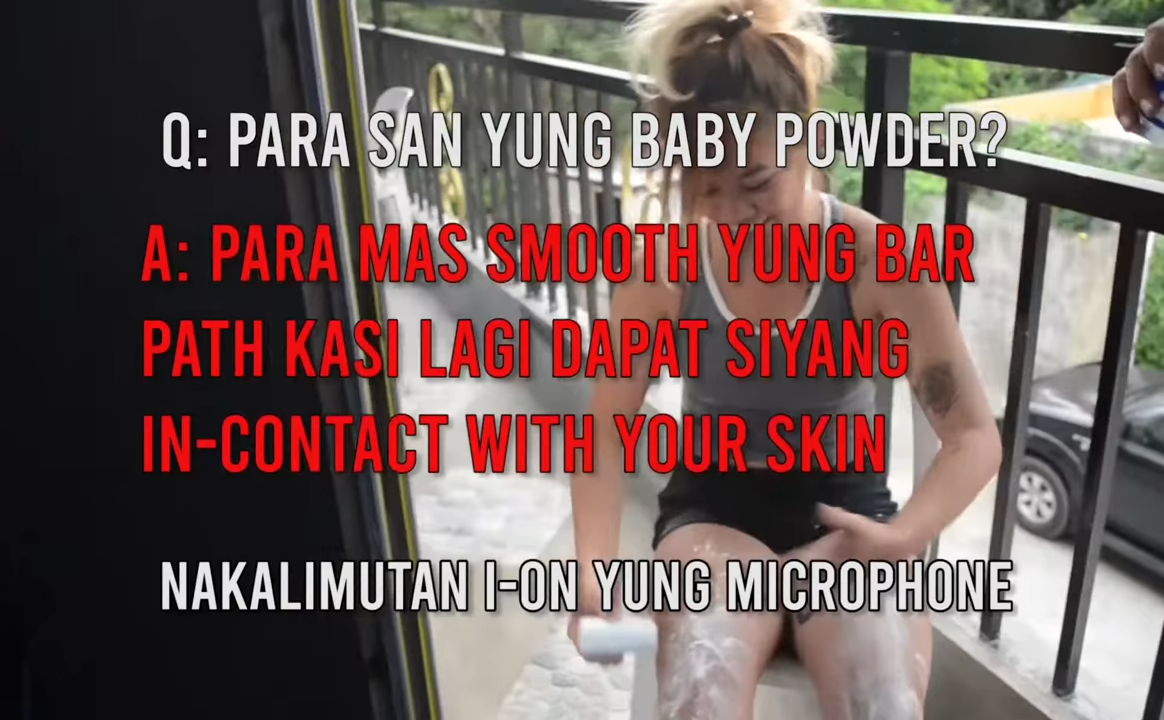 Q: PARA SAN YUNG BABY POWDER?
A: PARA MAS SMOOTH YUNG BAR
PATH KASI LAGI DAPAT SIYANG
IN-CONTACT WITH YOUR SKIN
NAKALIMUTAN I-ON YUNG MICROPHONE